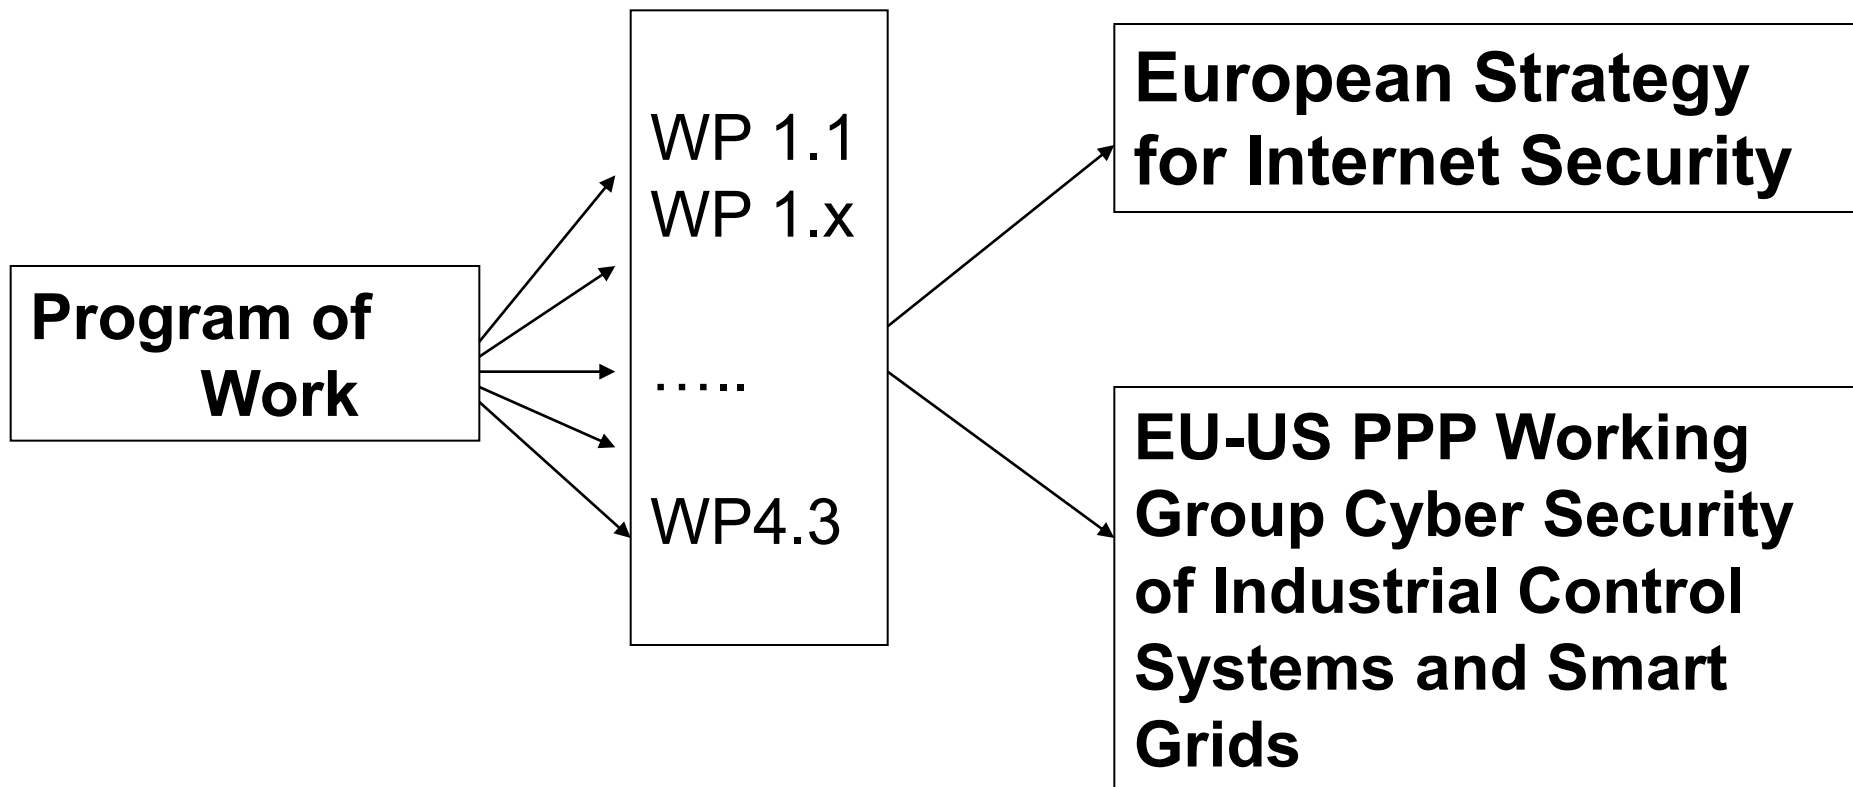 Program of
Work
WP 1.1
WP 1.x
.....
WP4.3
European Strategy
for Internet Security
EU-US PPP Working
Group Cyber Security
of Industrial Control
Systems and Smart
Grids